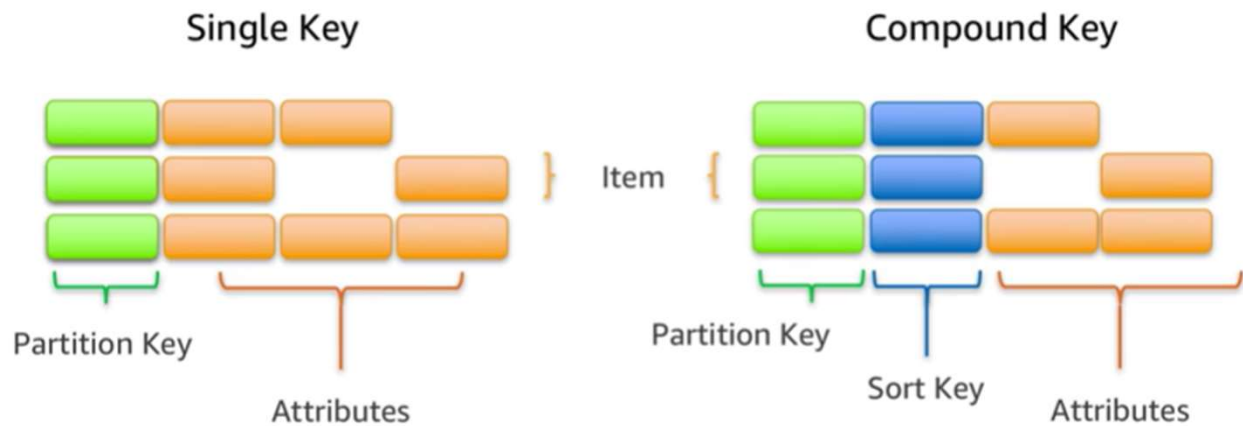 Single Key
Compound Key
Item
Partition Key
Attributes
Partition Key
Sort Key
Attributes